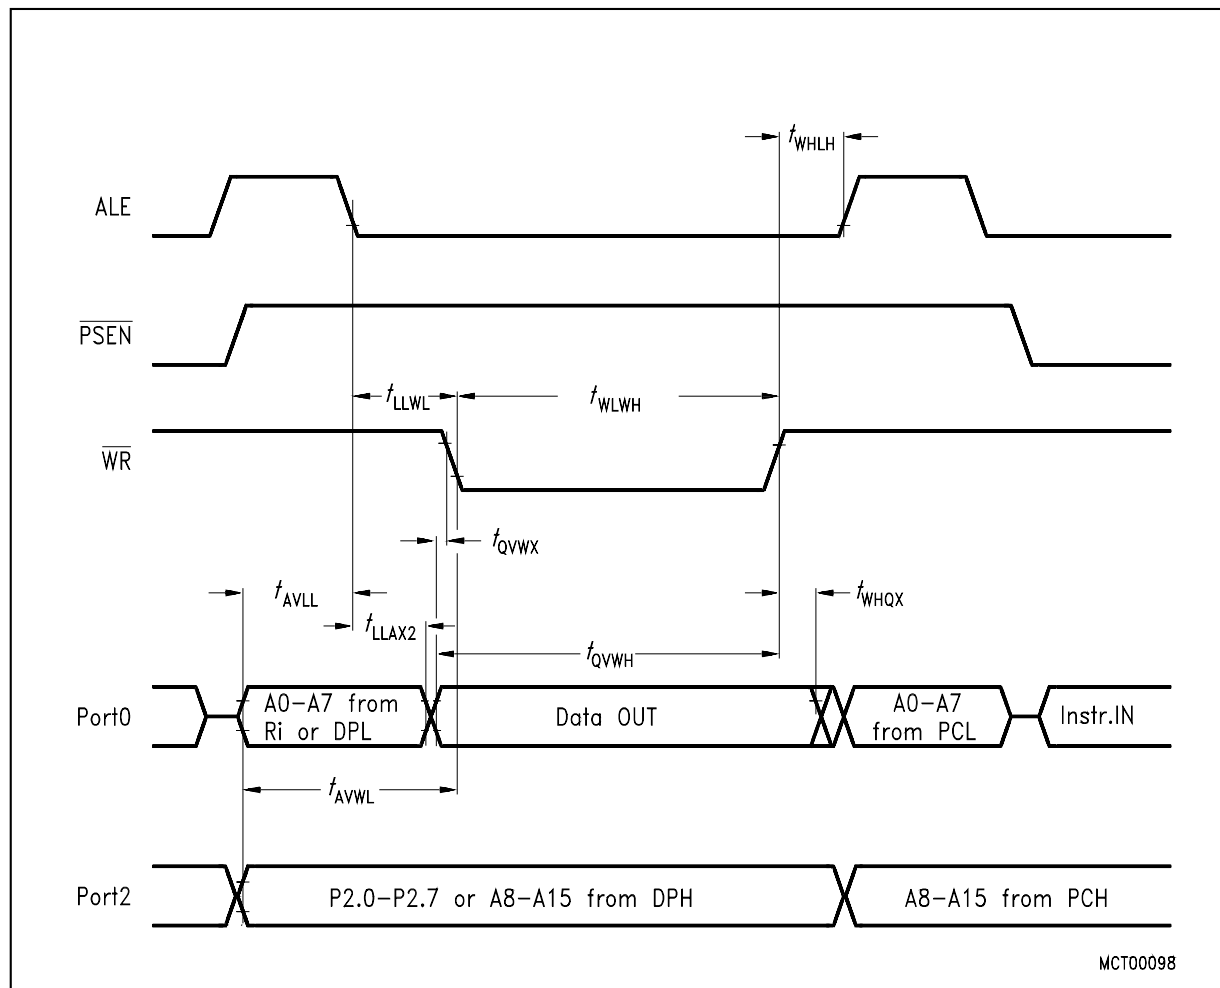 tWHLH
ALE
PSEN
tLLWL
tWLWH
WR
tQVWX
tAVLL
tWHQX
tLLAX2
tQVWH
Port0
A0–A7 from
Ri or DPL
Data OUT
A0–A7
from PCL
Instr.IN
tAVWL
Port2
P2.0–P2.7 or A8–A15 from DPH
A8–A15 from PCH
MCT00098